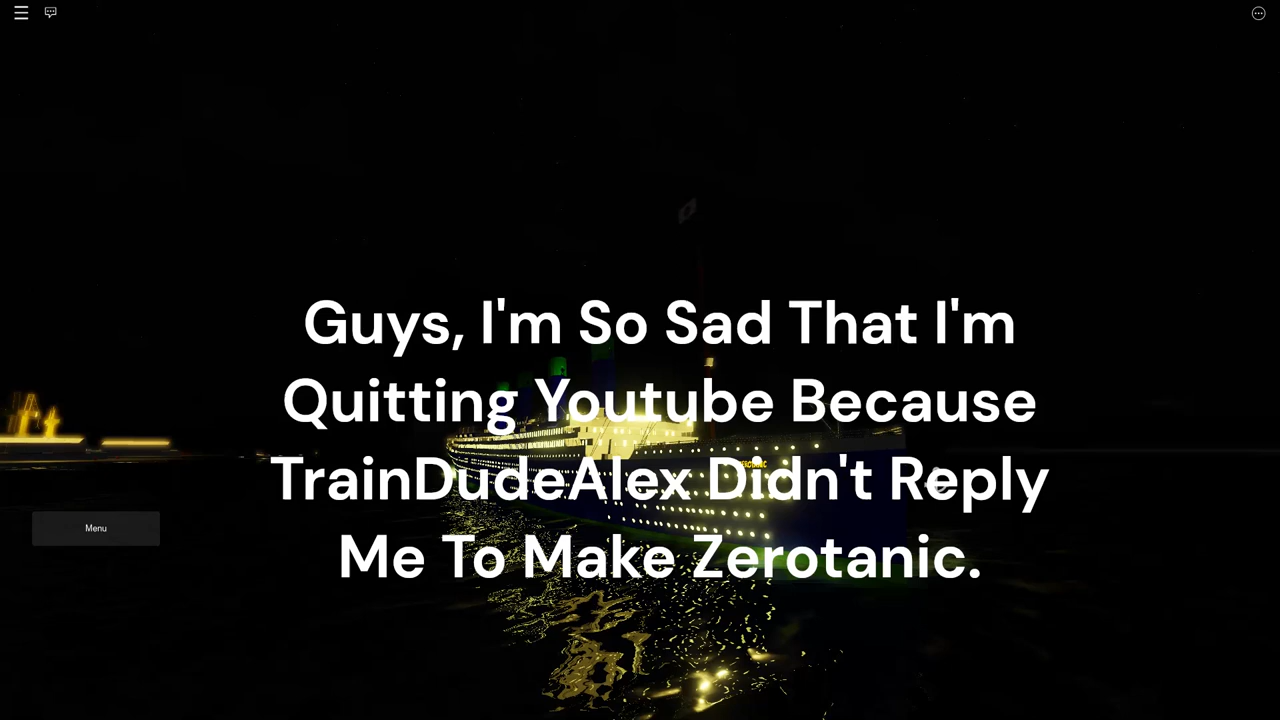 Guys, I'm So Sad That I'm
Quitting Youtube Because
TrainDudeAlex Didn't Reply
Me To Make Zerotanic.
Menu